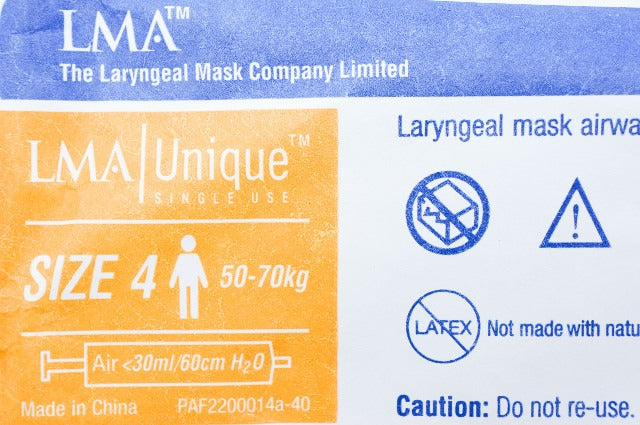 LMA™
The Laryngeal Mask Company Limited
LMA Unique™
SINGLE USE
SIZE 4 50-70kg
Air <30ml/60cm H₂O
Made in China PAF2200014a-40
Laryngeal mask airwa
LATEX Not made with natu
Caution: Do not re-use.